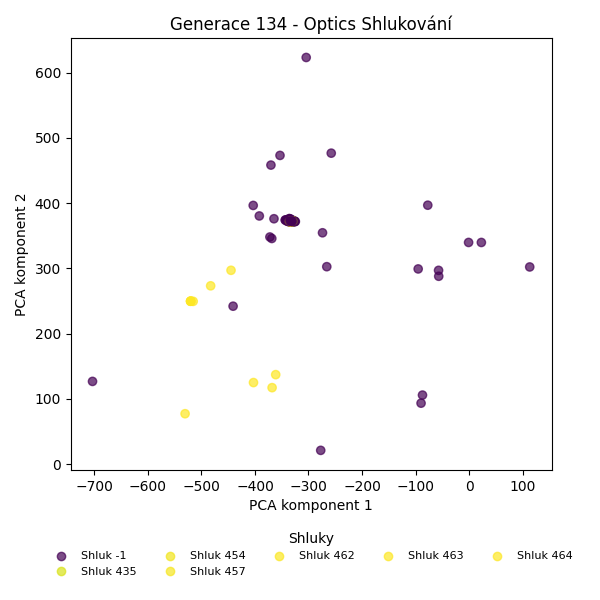 Generace 134 - Optics Shlukování
600
500
400
300
200
100
0
PCA komponent 2
−700 −600 −500 −400 −300 −200 −100 0 100
PCA komponent 1
Shluky
Shluk -1 Shluk 454 Shluk 462 Shluk 463 Shluk 464
Shluk 435 Shluk 457